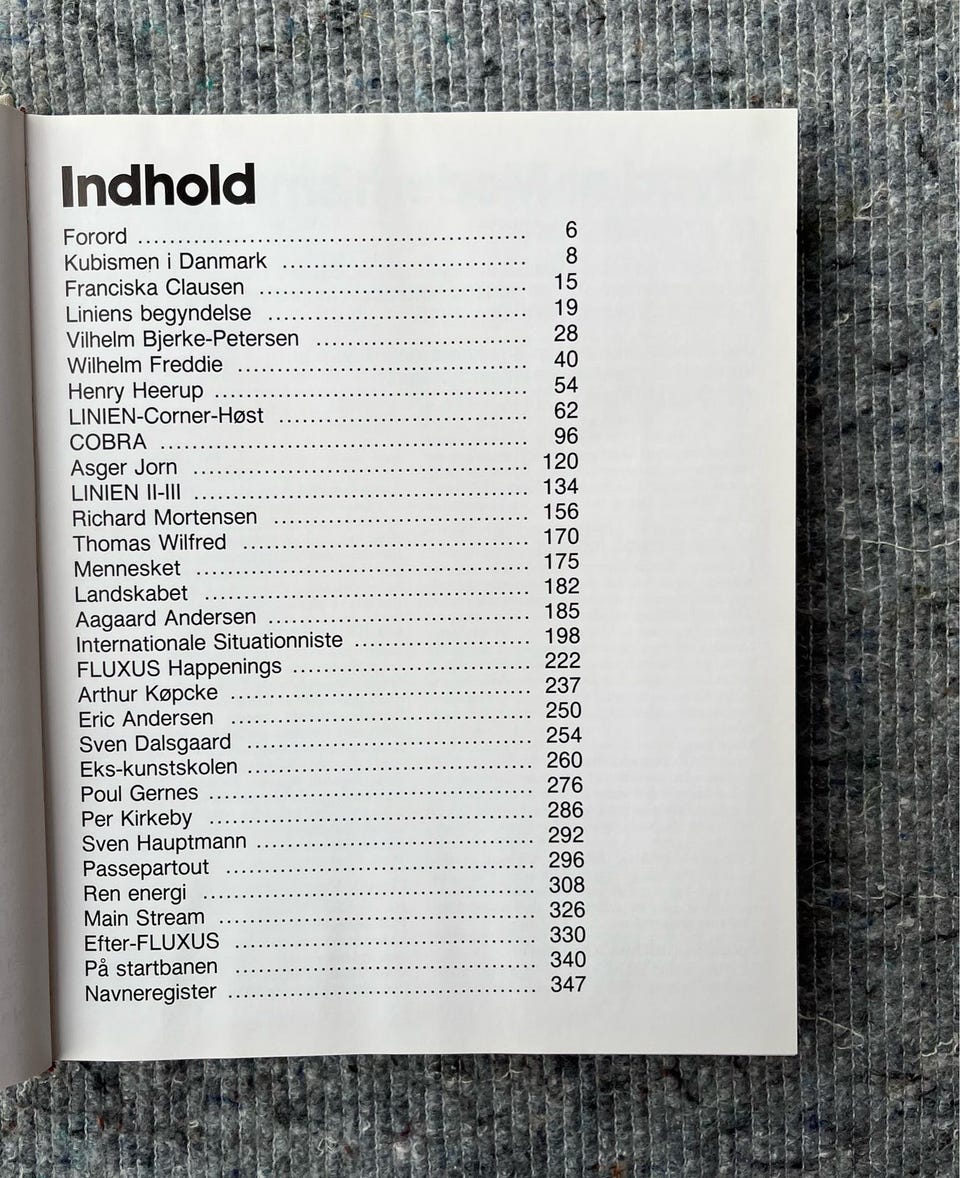 Indhold
Forord ........................................ 6
Kubismen i Danmark ........................................ 8
Franciska Clausen ........................................ 15
Liniens begyndelse ........................................ 19
Vilhelm Bjerke-Petersen ........................................ 28
Wilhelm Freddie ........................................ 40
Henry Heerup ........................................ 54
LINIEN-Corner-Høst ........................................ 62
COBRA ........................................ 96
Asger Jorn ........................................ 120
LINIEN II-III ........................................ 134
Richard Mortensen ........................................ 156
Thomas Wilfred ........................................ 170
Mennesket ........................................ 175
Landskabet ........................................ 182
Aagaard Andersen ........................................ 185
Internationale Situationniste ........................................ 198
FLUXUS Happenings ........................................ 222
Arthur Køpcke ........................................ 237
Eric Andersen ........................................ 250
Sven Dalsgaard ........................................ 254
Eks-kunstskolen ........................................ 260
Poul Gernes ........................................ 276
Per Kirkeby ........................................ 286
Sven Hauptmann ........................................ 292
Passepartout ........................................ 296
Ren energi ........................................ 308
Main Stream ........................................ 326
Efter-FLUXUS ........................................ 330
På startbanen ........................................ 340
Navneregister ........................................ 347